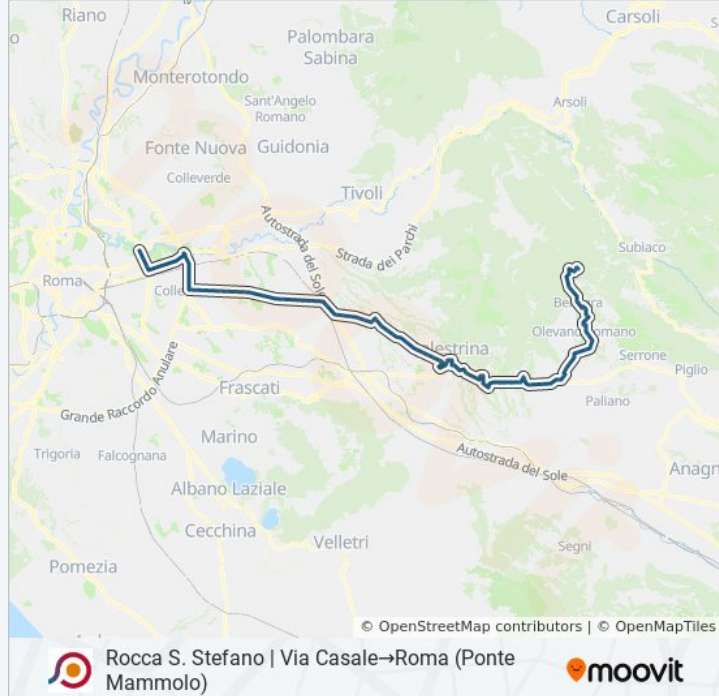 Riano
Carsoli
Palombara
Sabina
Monterotondo
Sant'Angelo
Romano
Arsoli
Fonte Nuova
Guidonia
Colleverde
Tivoli
Autostrada del Sole
Strada dei Parchi
Subiaco
Roma
Olevano Romano
Serrone
Piglio
Grande Raccordo Anulare
Frascati
Paliano
Marino
Trigoria
Falcognana
Autostrada del Sole
Anagn
Albano Laziale
Cecchina
Velletri
Segni
Pomezia
© OpenStreetMap contributors | © OpenMapTiles
Rocca S. Stefano | Via Casale→Roma (Ponte
Mammolo)
moovit